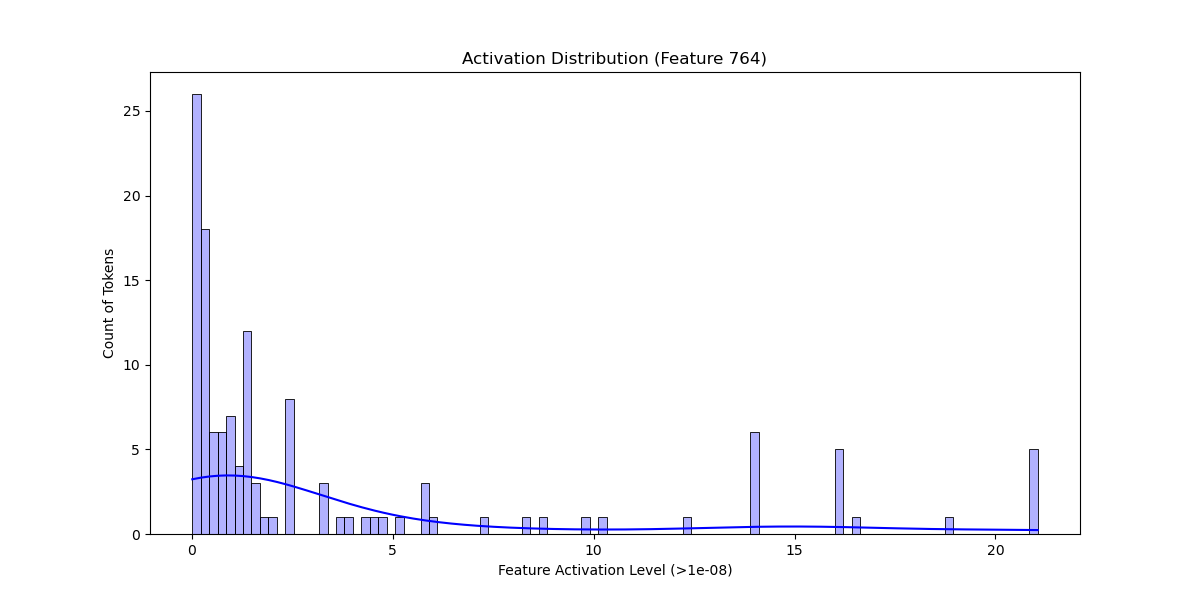 Activation Distribution (Feature 764)
25
20
15
10
5
0
Count of Tokens
0 5 10 15 20
Feature Activation Level (>1e-08)